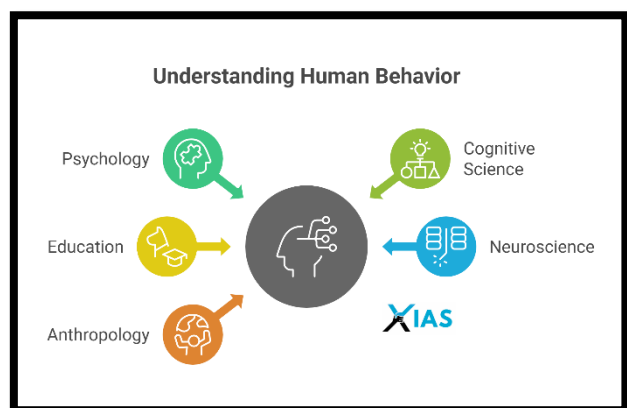 Understanding Human Behavior
Psychology
Cognitive
Science
Education
Neuroscience
Anthropology
XIAS